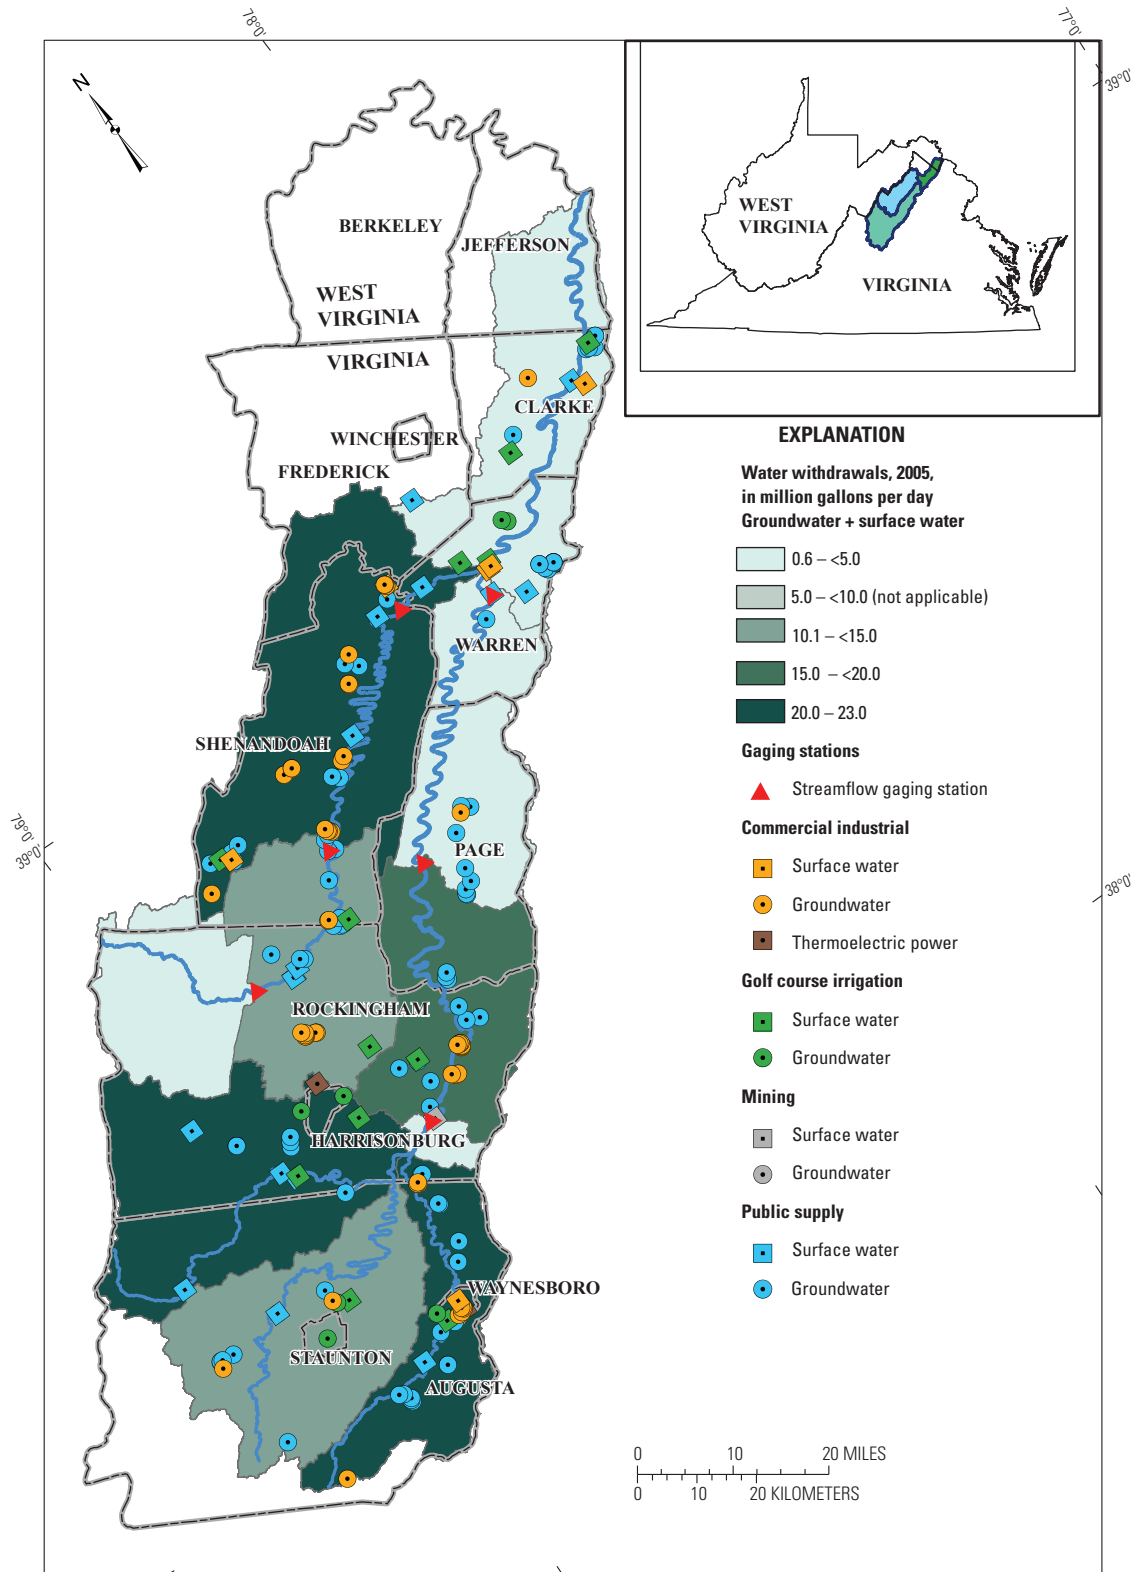 78°0'
77°0'
39°0'
N
BERKELEY
JEFFERSON
WEST
VIRGINIA
VIRGINIA
CLARKE
WINCHESTER
FREDERICK
WARREN
SHENANDOAH
PAGE
79°0'
39°0'
38°0'
ROCKINGHAM
HARRISONBURG
WAYNESBORO
STAUNTON
AUGUSTA
WEST
VIRGINIA
VIRGINIA
EXPLANATION
Water withdrawals, 2005,
in million gallons per day
Groundwater + surface water
0.6 – <5.0
5.0 – <10.0 (not applicable)
10.1 – <15.0
15.0 – <20.0
20.0 – 23.0
Gaging stations
Streamflow gaging station
Commercial industrial
Surface water
Groundwater
Thermoelectric power
Golf course irrigation
Surface water
Groundwater
Mining
Surface water
Groundwater
Public supply
Surface water
Groundwater
0 10 20 MILES
0 10 20 KILOMETERS